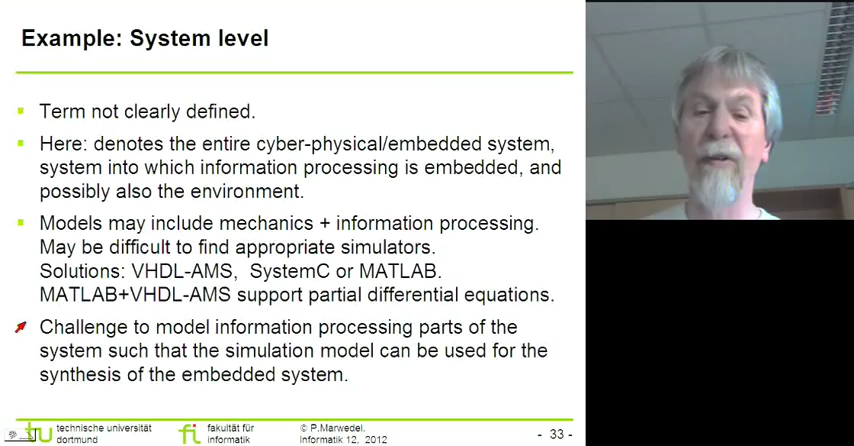 Example: System level
Term not clearly defined.
Here: denotes the entire cyber-physical/embedded system,
system into which information processing is embedded, and
possibly also the environment.
Models may include mechanics + information processing.
May be difficult to find appropriate simulators.
Solutions: VHDL-AMS, SystemC or MATLAB.
MATLAB+VHDL-AMS support partial differential equations.
Challenge to model information processing parts of the
system such that the simulation model can be used for the
synthesis of the embedded system.
tu technische universität
dortmund
fi fakultät für
informatik
© P.Marwedel,
Informatik 12, 2012
- 33 -